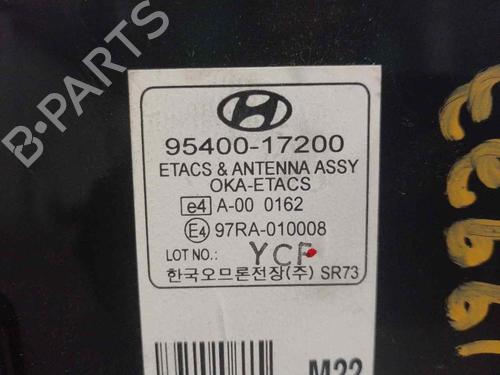 95400-17200
ETACS & ANTENNA ASSY
OKA-ETACS
e4 A-00 0162
E4 97RA-010008
LOT NO.: YCF
한국오므론전장(주) SR73
M22
B-PARTS